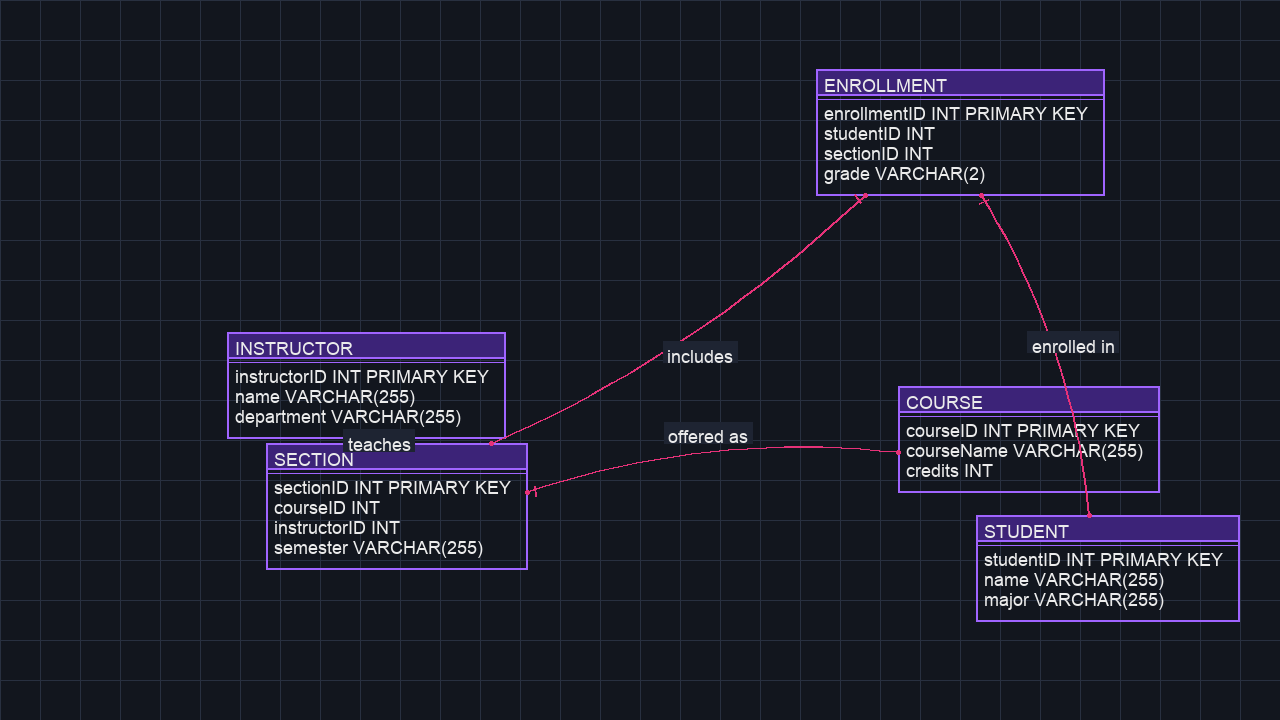 ENROLLMENT
enrollmentID INT PRIMARY KEY
studentID INT
sectionID INT
grade VARCHAR(2)
INSTRUCTOR
instructorID INT PRIMARY KEY
name VARCHAR(255)
department VARCHAR(255)
teaches
SECTION
sectionID INT PRIMARY KEY
courseID INT
instructorID INT
semester VARCHAR(255)
includes
offered as
enrolled in
COURSE
courseID INT PRIMARY KEY
courseName VARCHAR(255)
credits INT
STUDENT
studentID INT PRIMARY KEY
name VARCHAR(255)
major VARCHAR(255)